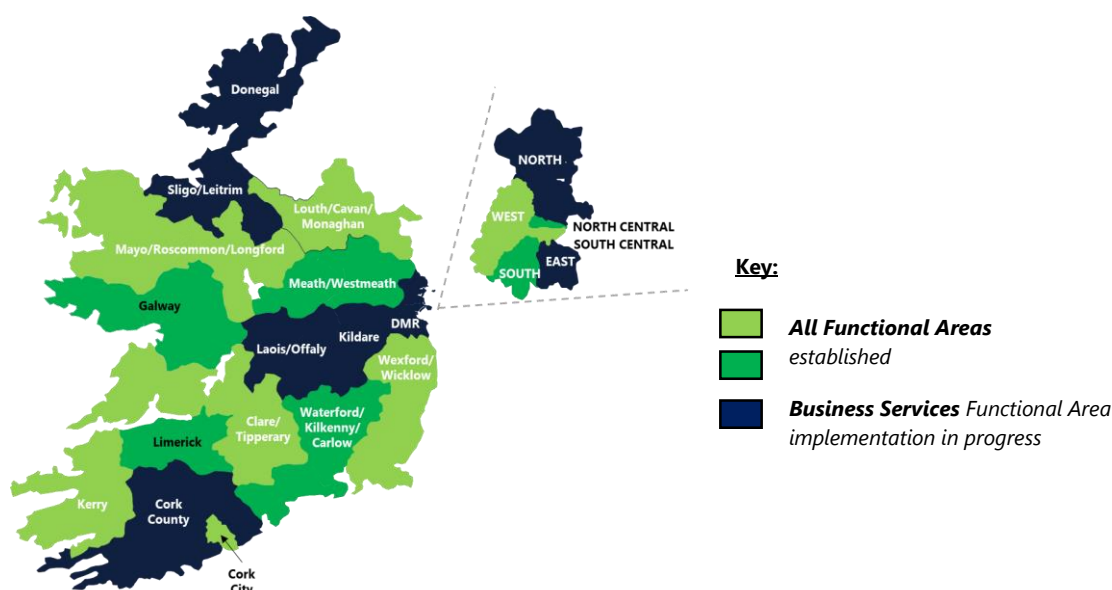 Donegal
Sligo/Leitrim
Louth/Cavan/
Monaghan
Mayo/Roscommon/Longford
Meath/Westmeath
Galway
DMR
Kildare
Laois/Offaly
Wexford/
Wicklow
Clare/
Tipperary
Waterford/
Kilkenny/
Carlow
Limerick
Kerry
Cork
County
Cork
City
NORTH
WEST
NORTH CENTRAL
SOUTH CENTRAL
EAST
SOUTH
Key:
All Functional Areas
established
Business Services Functional Area
implementation in progress